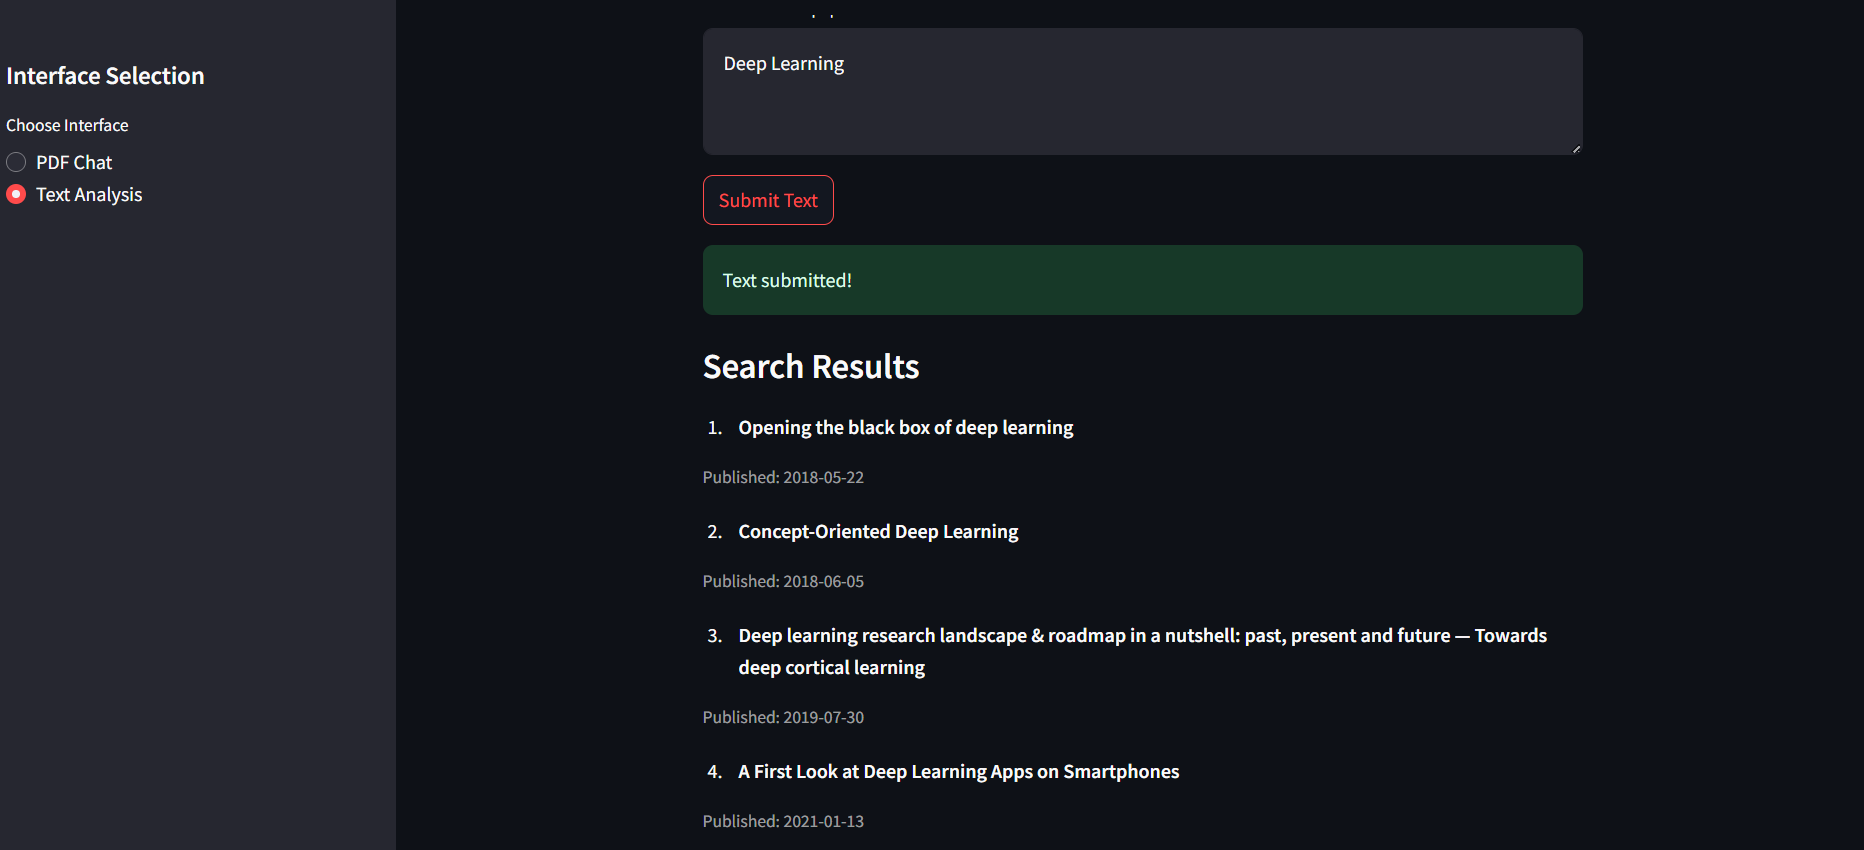 Interface Selection
Choose Interface
PDF Chat
Text Analysis
Deep Learning
Submit Text
Text submitted!
Search Results
1. Opening the black box of deep learning
Published: 2018-05-22
2. Concept-Oriented Deep Learning
Published: 2018-06-05
3. Deep learning research landscape & roadmap in a nutshell: past, present and future — Towards
deep cortical learning
Published: 2019-07-30
4. A First Look at Deep Learning Apps on Smartphones
Published: 2021-01-13